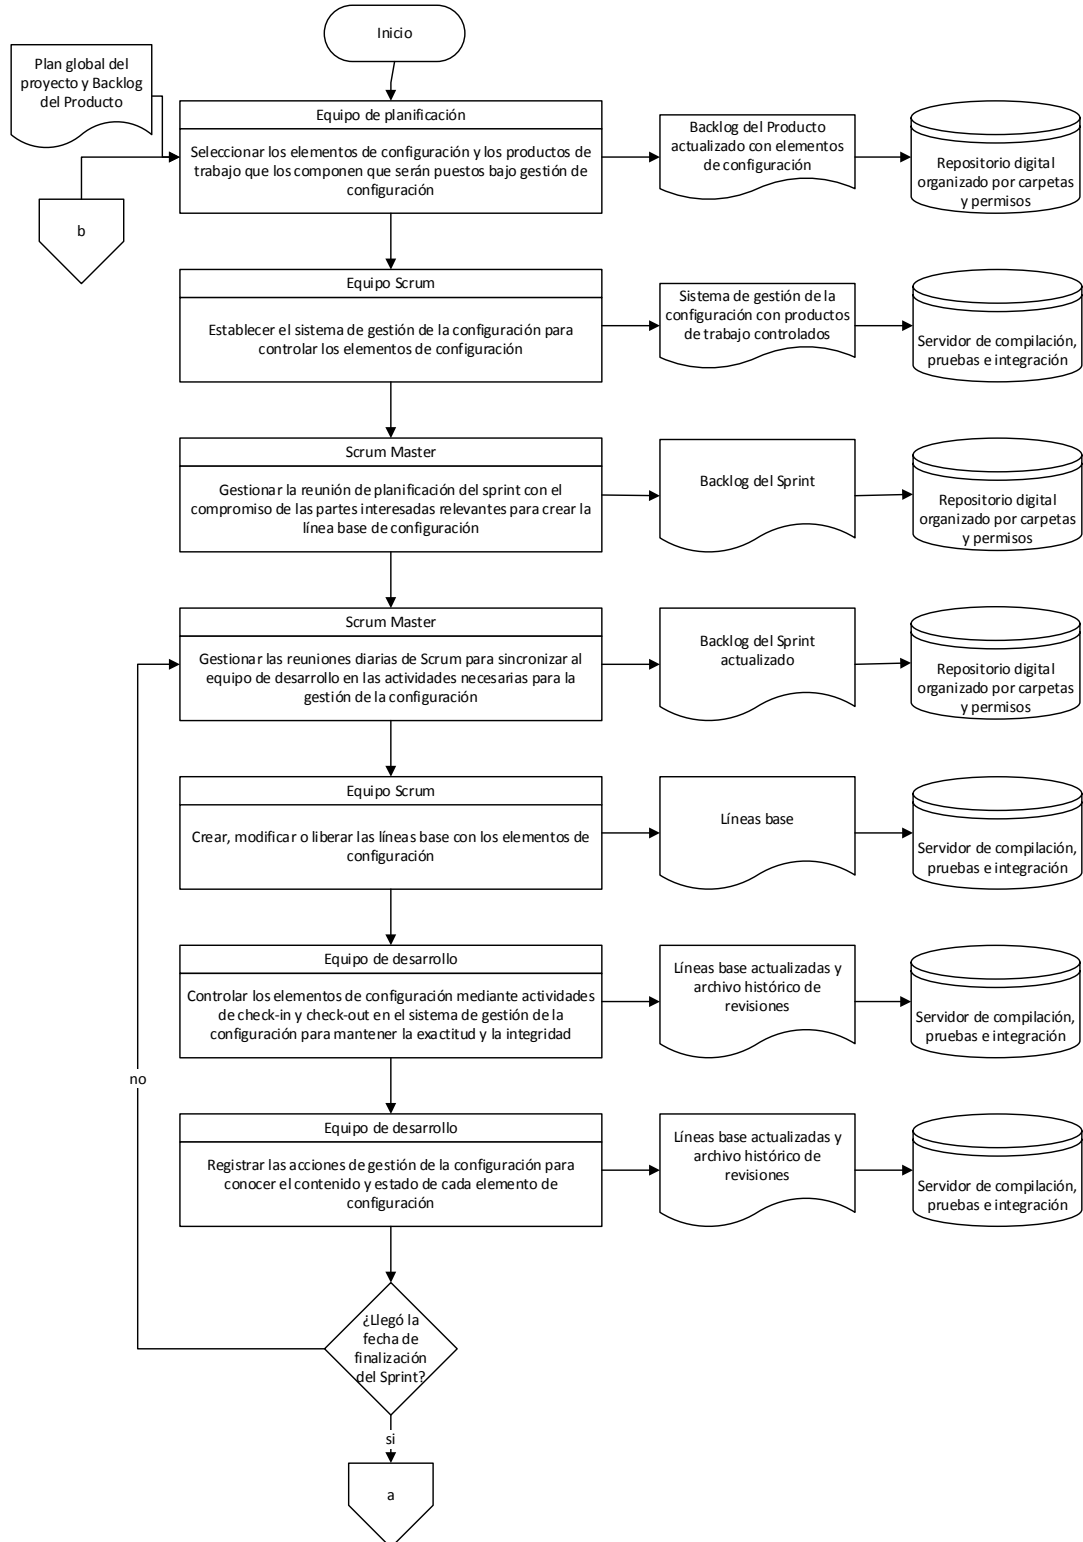 Inicio
Plan global del
proyecto y Backlog
del Producto
b
Equipo de planificación
Seleccionar los elementos de configuración y los productos de
trabajo que los componen que serán puestos bajo gestión de
configuración
Backlog del Producto
actualizado con elementos
de configuración
Repositorio digital
organizado por carpetas
y permisos
Equipo Scrum
Establecer el sistema de gestión de la configuración para
controlar los elementos de configuración
Sistema de gestión de la
configuración con productos
de trabajo controlados
Servidor de compilación,
pruebas e integración
Scrum Master
Gestionar la reunión de planificación del sprint con el
compromiso de las partes interesadas relevantes para crear la
línea base de configuración
Backlog del Sprint
Repositorio digital
organizado por carpetas
y permisos
Scrum Master
Gestionar las reuniones diarias de Scrum para sincronizar al
equipo de desarrollo en las actividades necesarias para la
gestión de la configuración
Backlog del Sprint
actualizado
Repositorio digital
organizado por carpetas
y permisos
Equipo Scrum
Crear, modificar o liberar las líneas base con los elementos de
configuración
Líneas base
Servidor de compilación,
pruebas e integración
Equipo de desarrollo
Controlar los elementos de configuración mediante actividades
de check-in y check-out en el sistema de gestión de la
configuración para mantener la exactitud y la integridad
Líneas base actualizadas y
archivo histórico de
revisiones
Servidor de compilación,
pruebas e integración
no
Equipo de desarrollo
Registrar las acciones de gestión de la configuración para
conocer el contenido y estado de cada elemento de
configuración
Líneas base actualizadas y
archivo histórico de
revisiones
Servidor de compilación,
pruebas e integración
¿Llegó la
fecha de
finalización
del Sprint?
si
a